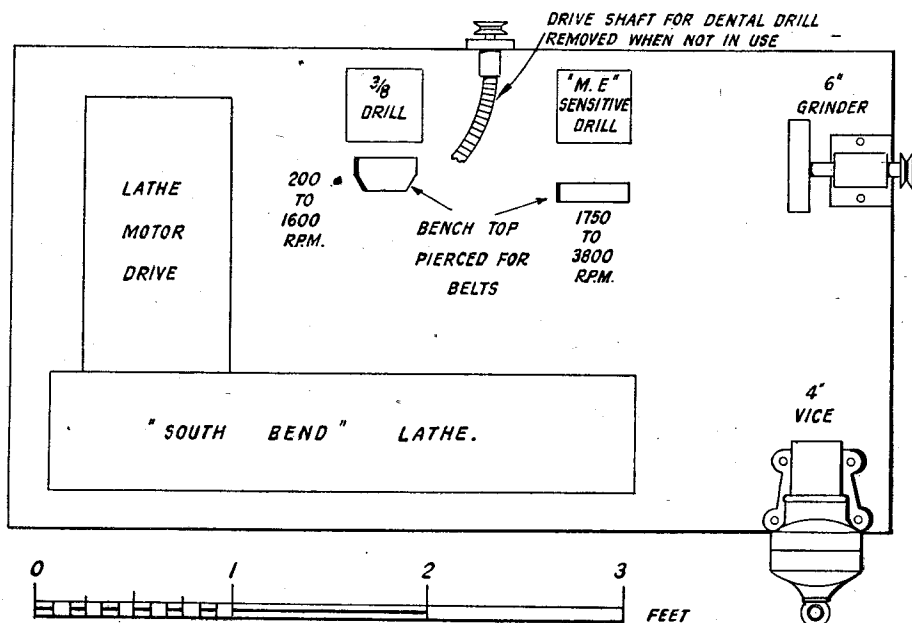 DRIVE SHAFT FOR DENTAL DRILL
REMOVED WHEN NOT IN USE
3/8
DRILL
"M.E"
SENSITIVE
DRILL
6"
GRINDER
LATHE
MOTOR
DRIVE
200
TO
1600
R.P.M.
BENCH TOP
PIERCED FOR
BELTS
1750
TO
3800
R.P.M.
4"
VICE
"SOUTH BEND" LATHE.
0 1 2 3
FEET